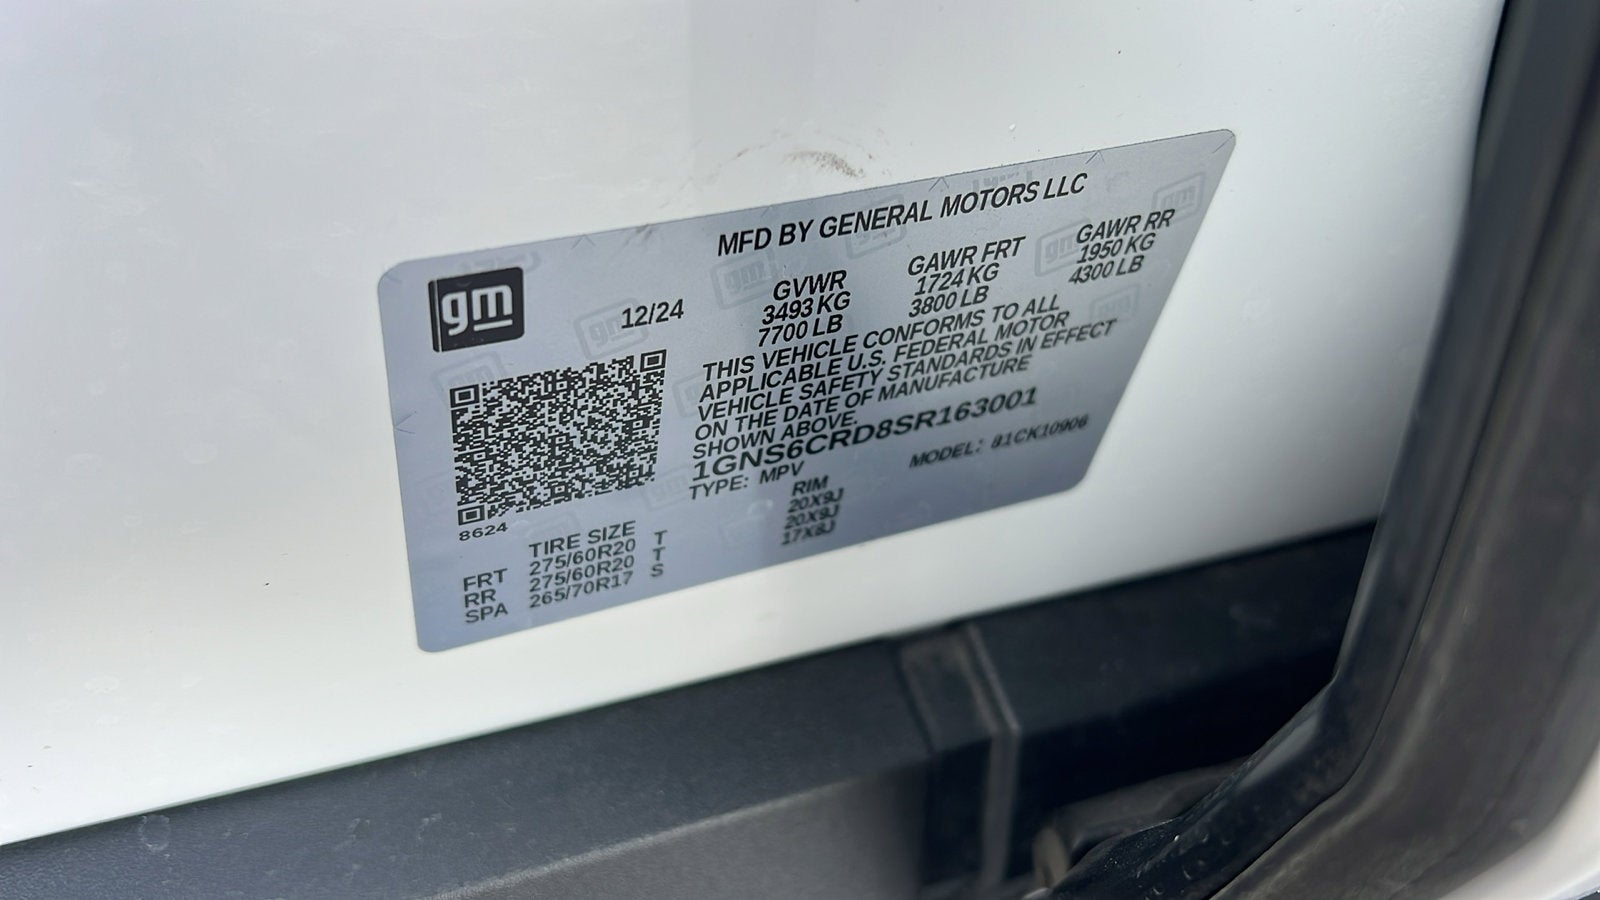 MFD BY GENERAL MOTORS LLC
gm
12/24
GVWR GAWR FRT GAWR RR
3493 KG 1724 KG 1950 KG
7700 LB 3800 LB 4300 LB
THIS VEHICLE CONFORMS TO ALL
APPLICABLE U.S. FEDERAL MOTOR
VEHICLE SAFETY STANDARDS IN EFFECT
ON THE DATE OF MANUFACTURE
SHOWN ABOVE.
1GNS6CRD8SR163001
TYPE: MPV MODEL: 81CK10906
8624
TIRE SIZE RIM
FRT 275/60R20 T 20X9J
RR 275/60R20 T 20X9J
SPA 265/70R17 S 17X8J